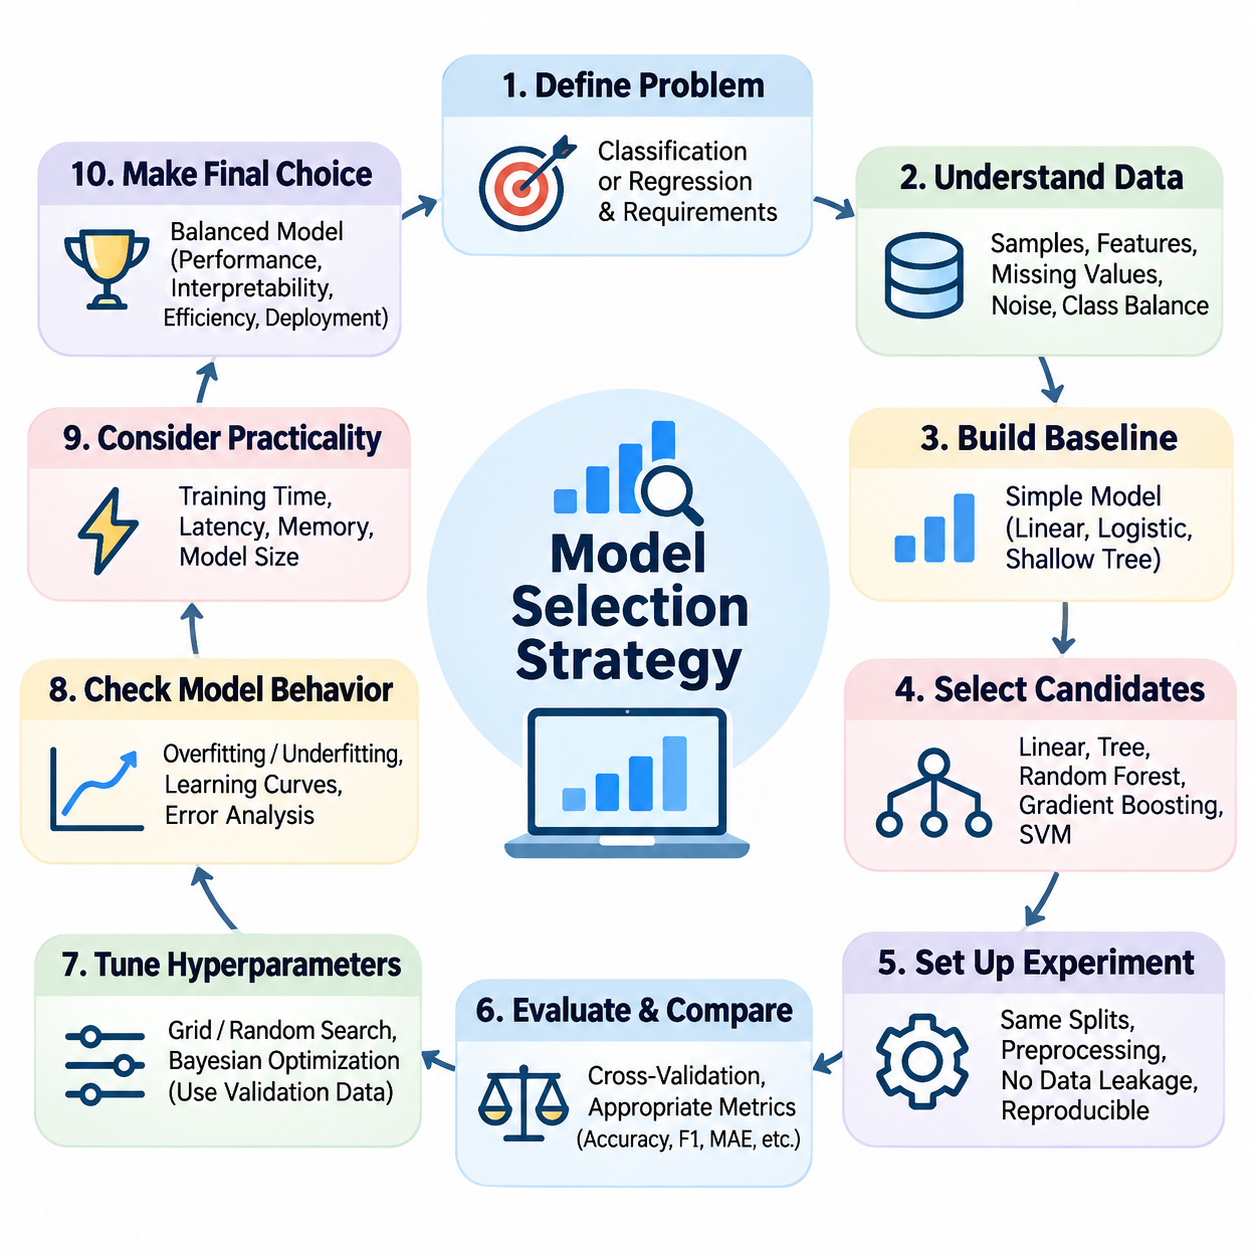 1. Define Problem
Classification
or Regression
& Requirements
2. Understand Data
Samples, Features,
Missing Values,
Noise, Class Balance
3. Build Baseline
Simple Model
(Linear, Logistic,
Shallow Tree)
4. Select Candidates
Linear, Tree,
Random Forest,
Gradient Boosting,
SVM
5. Set Up Experiment
Same Splits,
Preprocessing,
No Data Leakage,
Reproducible
6. Evaluate & Compare
Cross-Validation,
Appropriate Metrics
(Accuracy, F1, MAE, etc.)
7. Tune Hyperparameters
Grid / Random Search,
Bayesian Optimization
(Use Validation Data)
8. Check Model Behavior
Overfitting / Underfitting,
Learning Curves,
Error Analysis
9. Consider Practicality
Training Time,
Latency, Memory,
Model Size
10. Make Final Choice
Balanced Model
(Performance,
Interpretability,
Efficiency, Deployment)
Model
Selection
Strategy